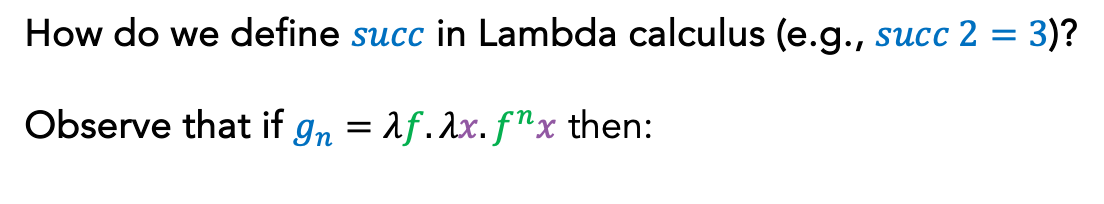 How do we define succ in Lambda calculus (e.g., succ 2 = 3)?
Observe that if gₙ = λf.λx.fⁿx then: